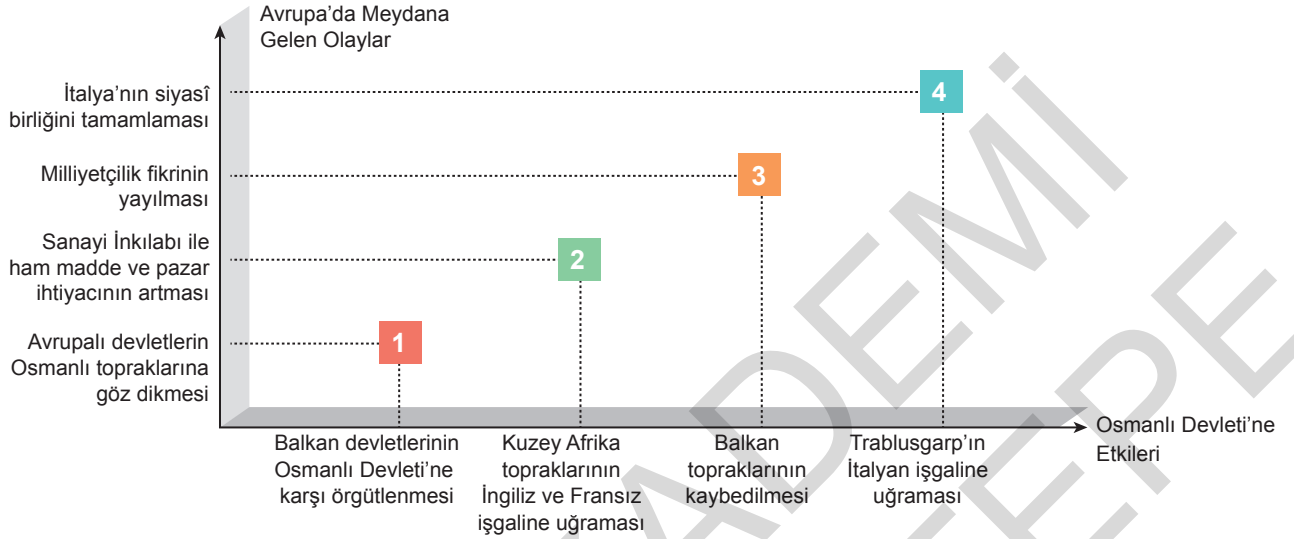 Avrupa’da Meydana
Gelen Olaylar
İtalya’nın siyasî
birliğini tamamlaması
4
Milliyetçilik fikrinin
yayılması
3
Sanayi İnkılabı ile
ham madde ve pazar
ihtiyacının artması
2
Avrupalı devletlerin
Osmanlı topraklarına
göz dikmesi
1
Balkan devletlerinin
Osmanlı Devleti’ne
karşı örgütlenmesi
Kuzey Afrika
topraklarının
İngiliz ve Fransız
işgaline uğraması
Balkan
topraklarının
kaybedilmesi
Trablusgarp’ın
İtalyan işgaline
uğraması
Osmanlı Devleti’ne
Etkileri
ADEMİ
TEPE